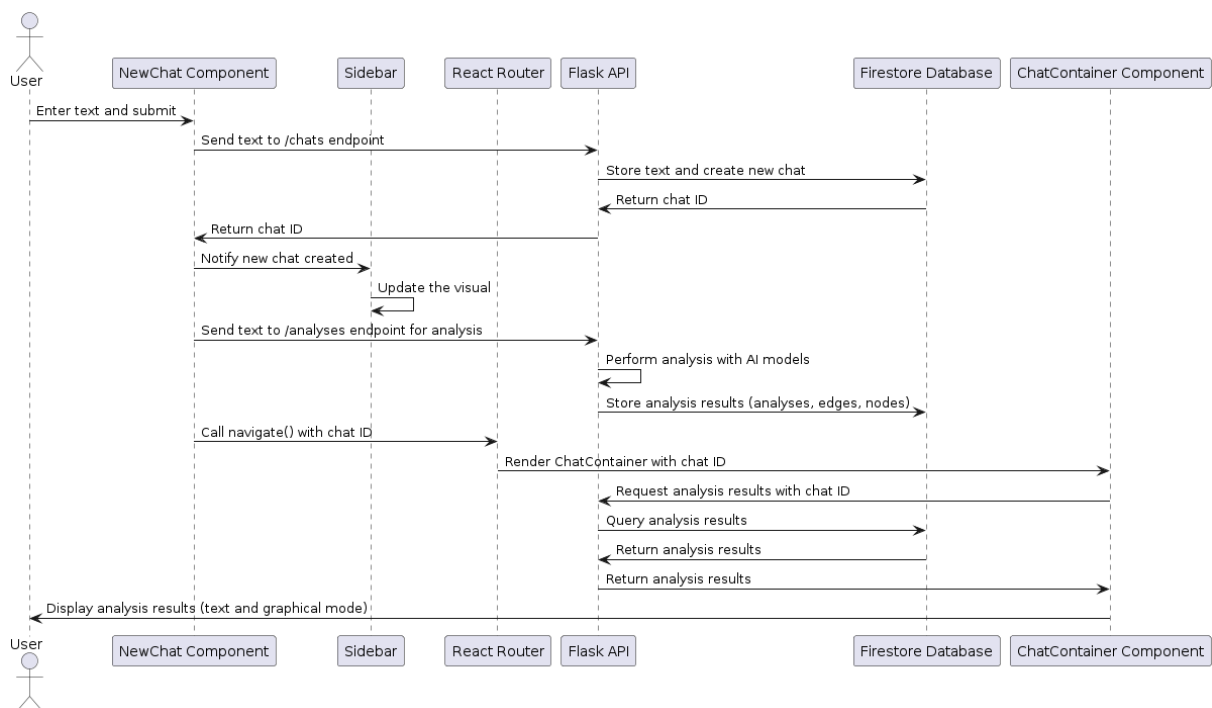 User
NewChat Component
Sidebar
React Router
Flask API
Firestore Database
ChatContainer Component
Enter text and submit
Send text to /chats endpoint
Store text and create new chat
Return chat ID
Return chat ID
Notify new chat created
Update the visual
Send text to /analyses endpoint for analysis
Perform analysis with AI models
Store analysis results (analyses, edges, nodes)
Call navigate() with chat ID
Render ChatContainer with chat ID
Request analysis results with chat ID
Query analysis results
Return analysis results
Return analysis results
Display analysis results (text and graphical mode)
User
NewChat Component
Sidebar
React Router
Flask API
Firestore Database
ChatContainer Component